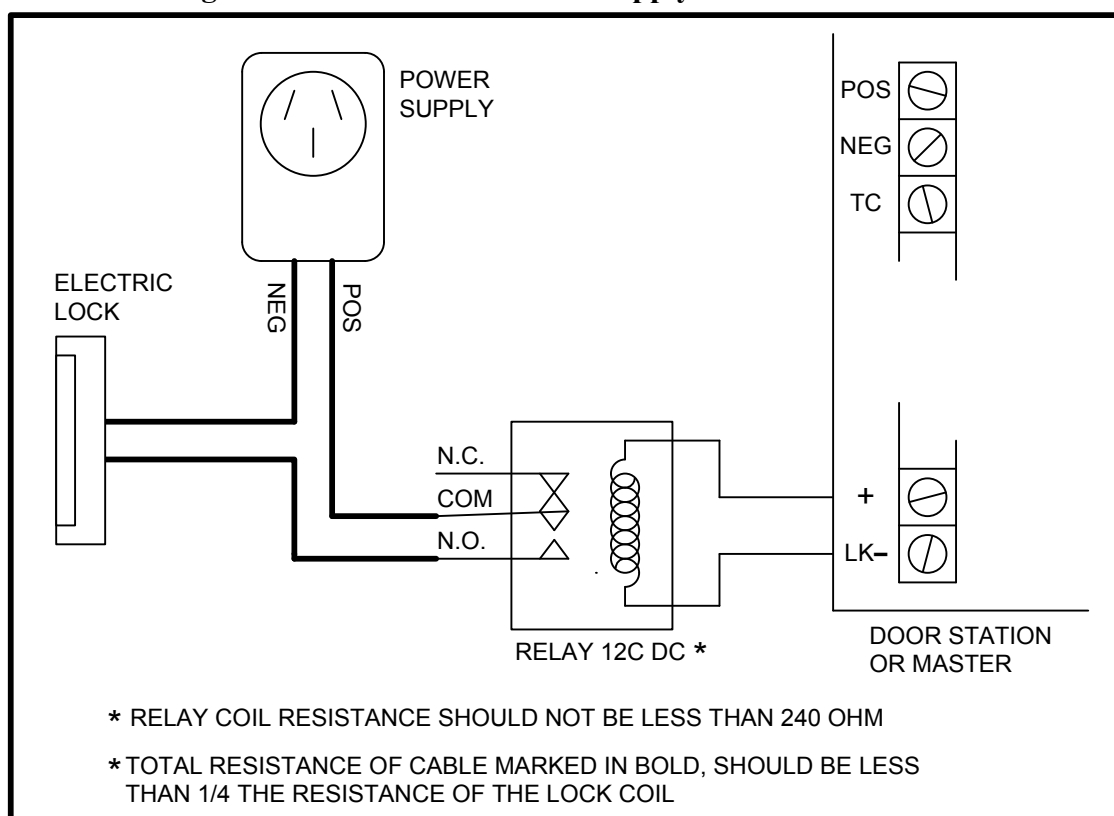 POWER
SUPPLY
POS
NEG
TC
ELECTRIC
LOCK
NEG
POS
N.C.
COM
N.O.
+
LK–
RELAY 12C DC *
DOOR STATION
OR MASTER
* RELAY COIL RESISTANCE SHOULD NOT BE LESS THAN 240 OHM
* TOTAL RESISTANCE OF CABLE MARKED IN BOLD, SHOULD BE LESS
THAN 1/4 THE RESISTANCE OF THE LOCK COIL